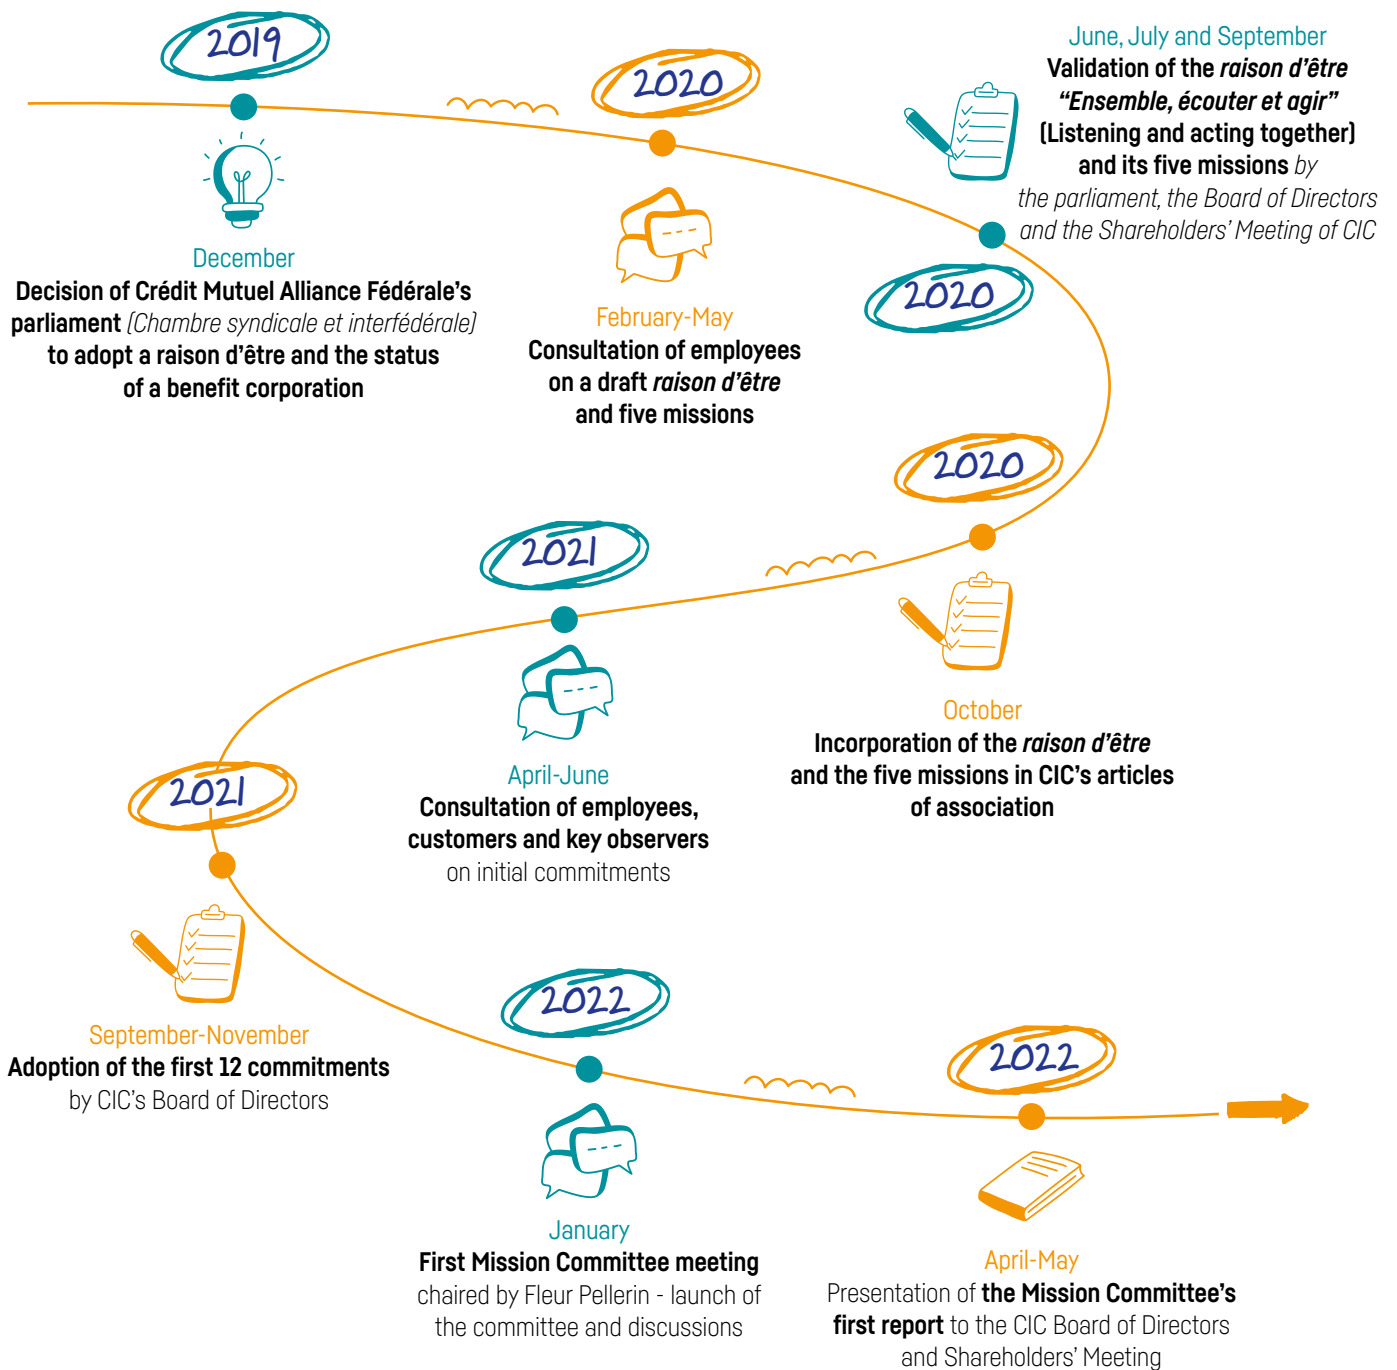 2019
December
Decision of Crédit Mutuel Alliance Fédérale’s
parliament (Chambre syndicale et interfédérale)
to adopt a raison d’être and the status
of a benefit corporation
2020
February-May
Consultation of employees
on a draft raison d’être
and five missions
June, July and September
Validation of the raison d’être
“Ensemble, écouter et agir”
(Listening and acting together)
and its five missions by
the parliament, the Board of Directors
and the Shareholders’ Meeting of CIC
2020
2020
October
Incorporation of the raison d’être
and the five missions in CIC’s articles
of association
2021
April-June
Consultation of employees,
customers and key observers
on initial commitments
2021
September-November
Adoption of the first 12 commitments
by CIC’s Board of Directors
2022
January
First Mission Committee meeting
chaired by Fleur Pellerin - launch of
the committee and discussions
2022
April-May
Presentation of the Mission Committee’s
first report to the CIC Board of Directors
and Shareholders’ Meeting